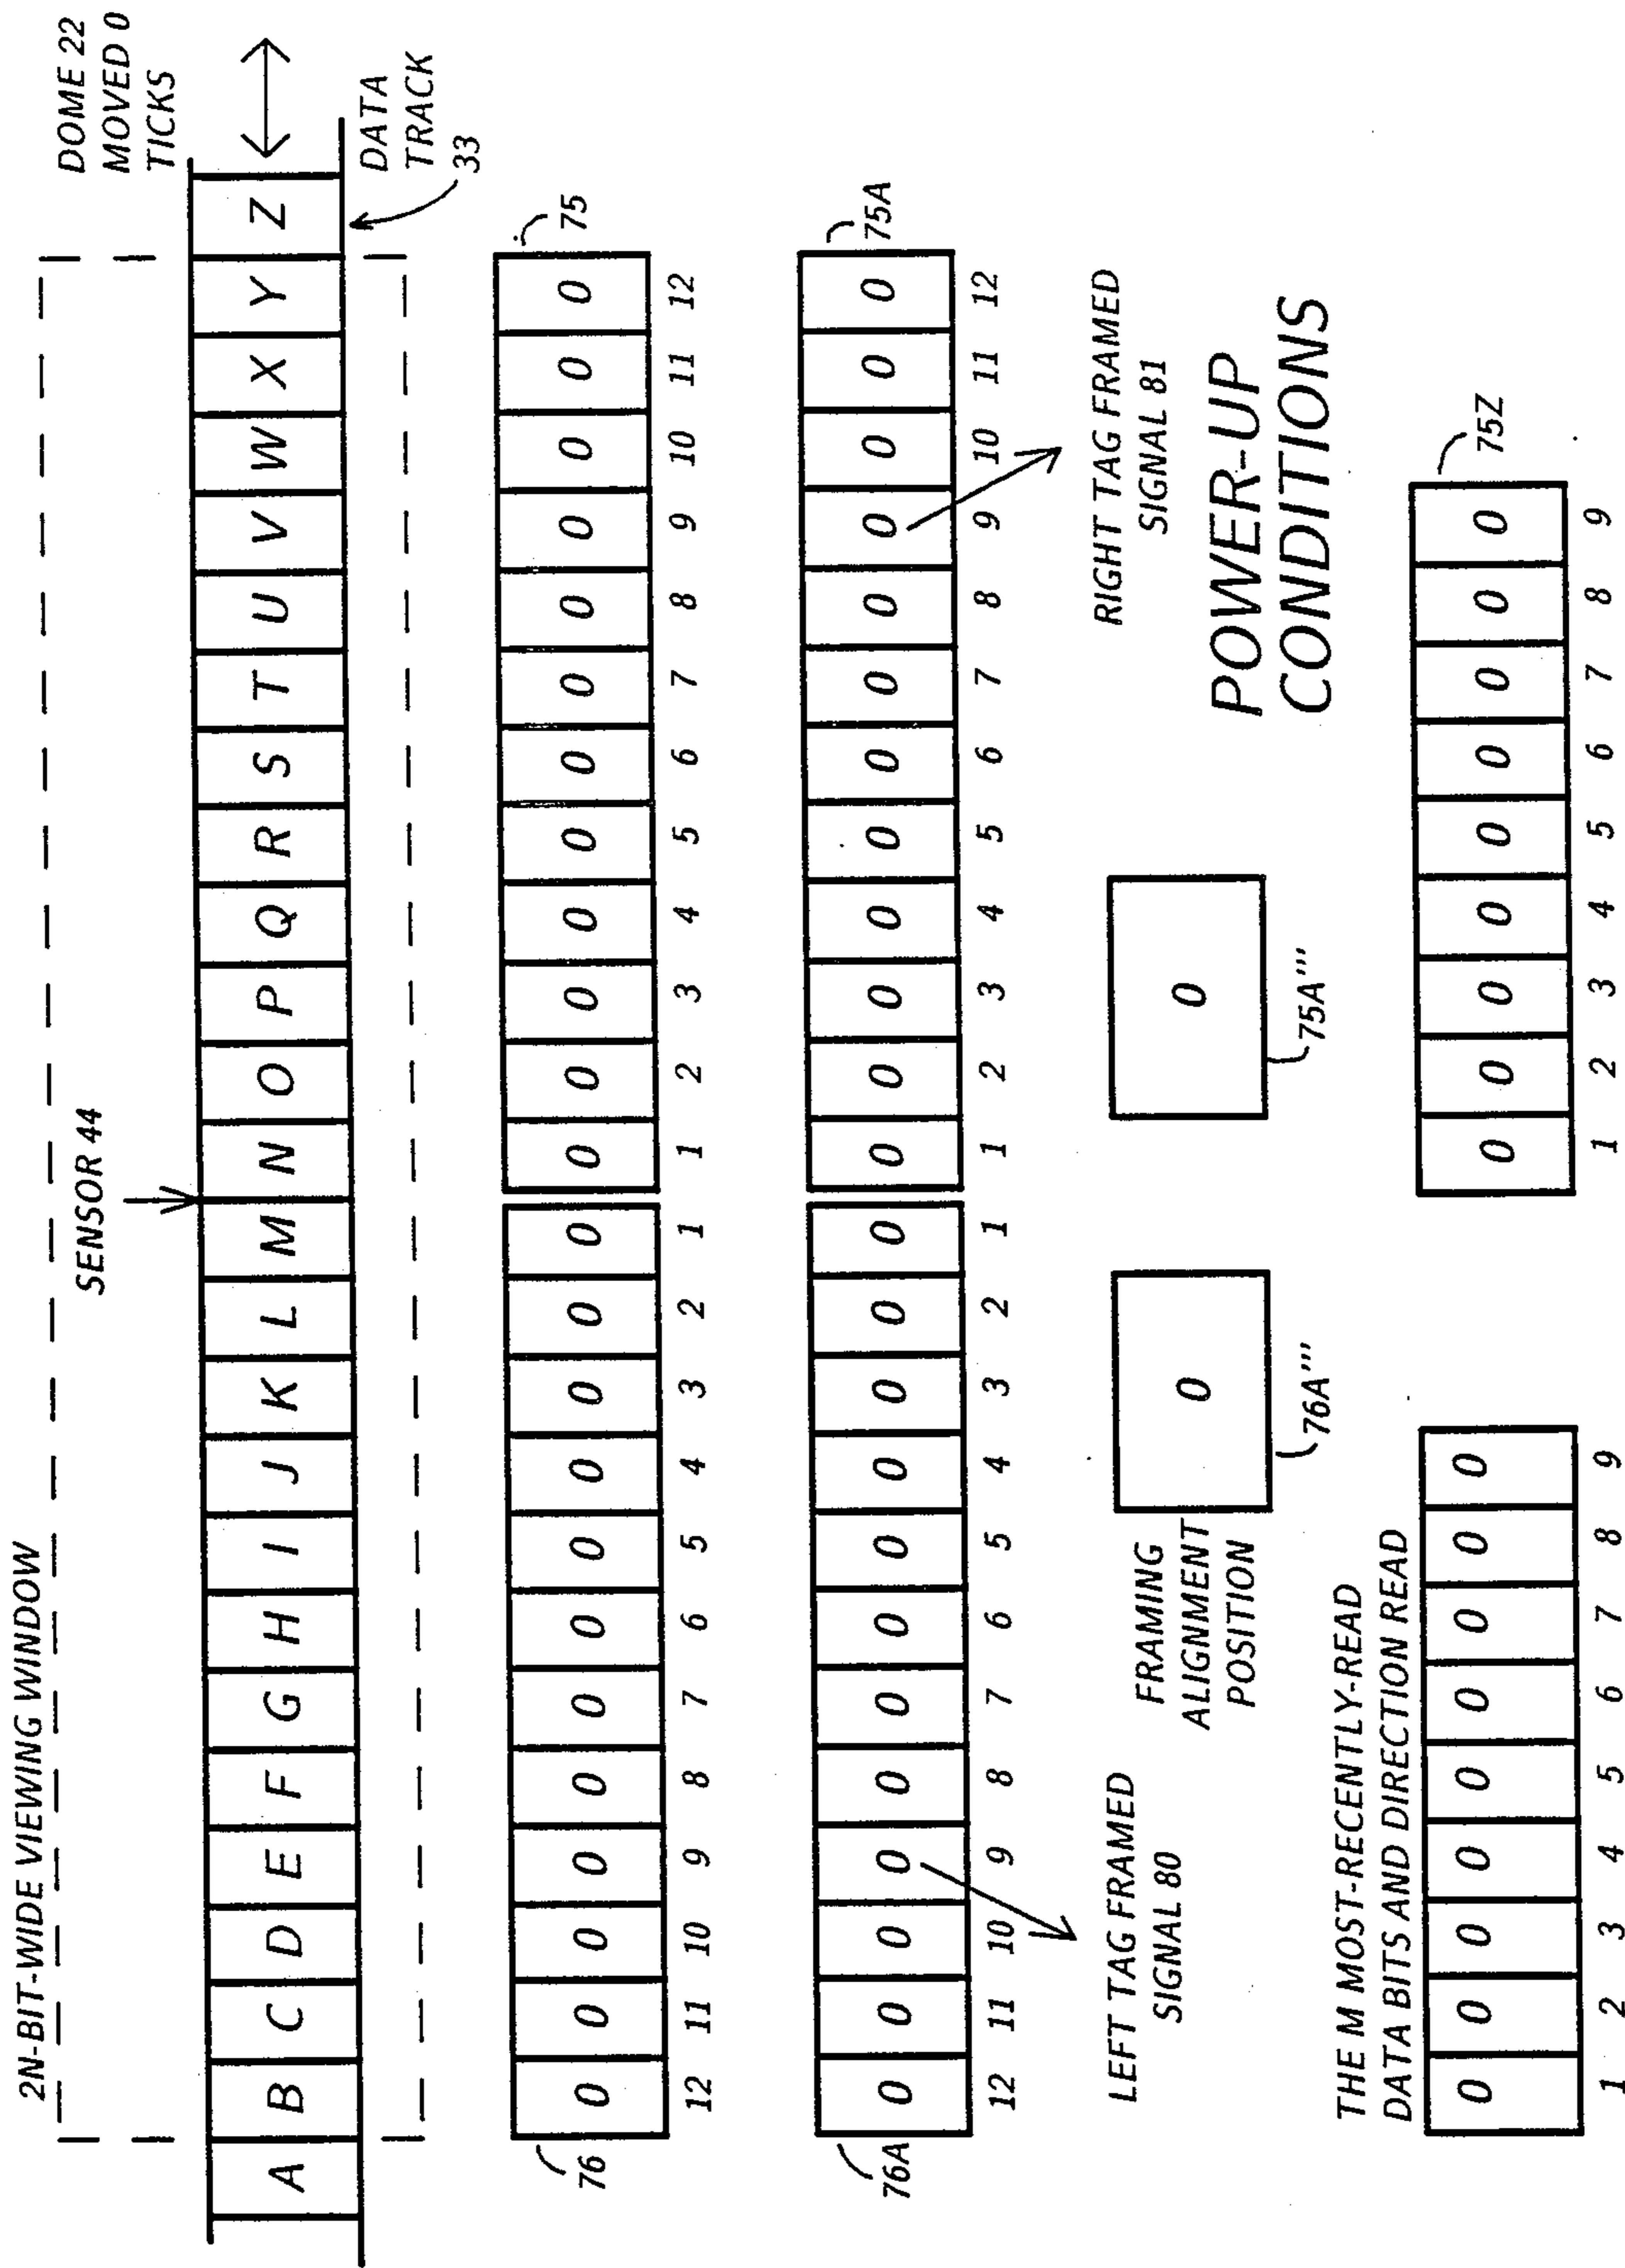 2N-BIT-WIDE VIEWING WINDOW
SENSOR 44
DOME 22
MOVED 0
TICKS
A B C D E F G H I J K L M N O P Q R S T U V W X Y Z
DATA
TRACK
33
76
0 0 0 0 0 0 0 0 0 0 0 0 0 0 0 0 0 0 0 0 0 0 0 0
75
12 11 10 9 8 7 6 5 4 3 2 1 1 2 3 4 5 6 7 8 9 10 11 12
76A
0 0 0 0 0 0 0 0 0 0 0 0 0 0 0 0 0 0 0 0 0 0 0 0
75A
12 11 10 9 8 7 6 5 4 3 2 1 1 2 3 4 5 6 7 8 9 10 11 12
LEFT TAG FRAMED
SIGNAL 80
FRAMING
ALIGNMENT
POSITION
0
76A'''
0
75A'''
RIGHT TAG FRAMED
SIGNAL 81
POWER-UP
CONDITIONS
THE M MOST-RECENTLY-READ
DATA BITS AND DIRECTION READ
0 0 0 0 0 0 0 0 0
1 2 3 4 5 6 7 8 9
0 0 0 0 0 0 0 0 0
75Z
1 2 3 4 5 6 7 8 9